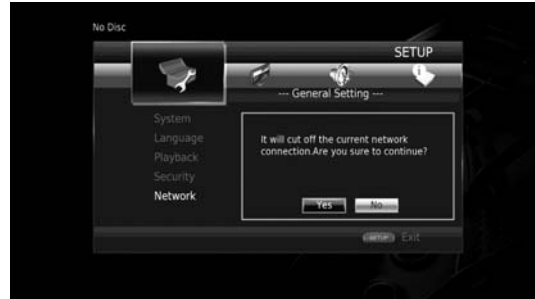 No Disc
SETUP
--- General Setting ---
System
Language
Playback
Security
Network
It will cut off the current network
connection.Are you sure to continue?
Yes No
SETUP Exit